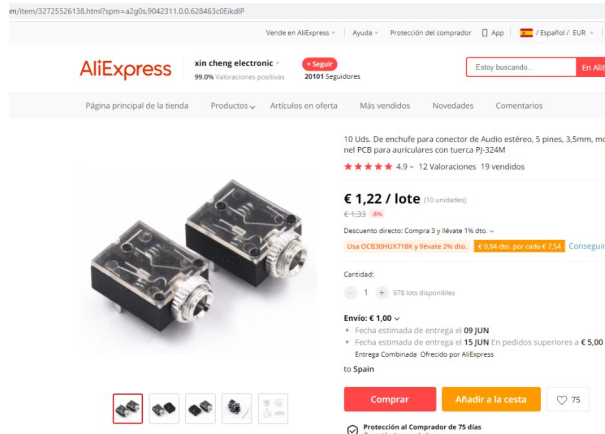 m/item/32725526138.html?spm=a2g0s.9042311.0.0.628463c0EikdlP
Vende en AliExpress Ayuda Protección del comprador App / Español / EUR
AliExpress
xin cheng electronic
+ Seguir
99.0% Valoraciones positivas 20101 Seguidores
Estoy buscando...
En AliE
Página principal de la tienda Productos Artículos en oferta Más vendidos Novedades Comentarios
10 Uds. De enchufe para conector de Audio estéreo, 5 pines, 3,5mm, mo
nel PCB para auriculares con tuerca PJ-324M
4.9 12 Valoraciones 19 vendidos
€ 1,22 / lote (10 unidades)
€ 1,33 -8%
Descuento directo: Compra 3 y llévate 1% dto.
Usa OCB30HUX718K y llévate 2% dto. € 0,84 dto. por cada € 7,54 Conseguir
Cantidad:
- 1 + 978 lots disponibles
Envío: € 1,00
Fecha estimada de entrega el 09 JUN
Fecha estimada de entrega el 15 JUN En pedidos superiores a € 5,00
Entrega Combinada Ofrecido por AliExpress
to Spain
Comprar Añadir a la cesta 75
Protección al Comprador de 75 días